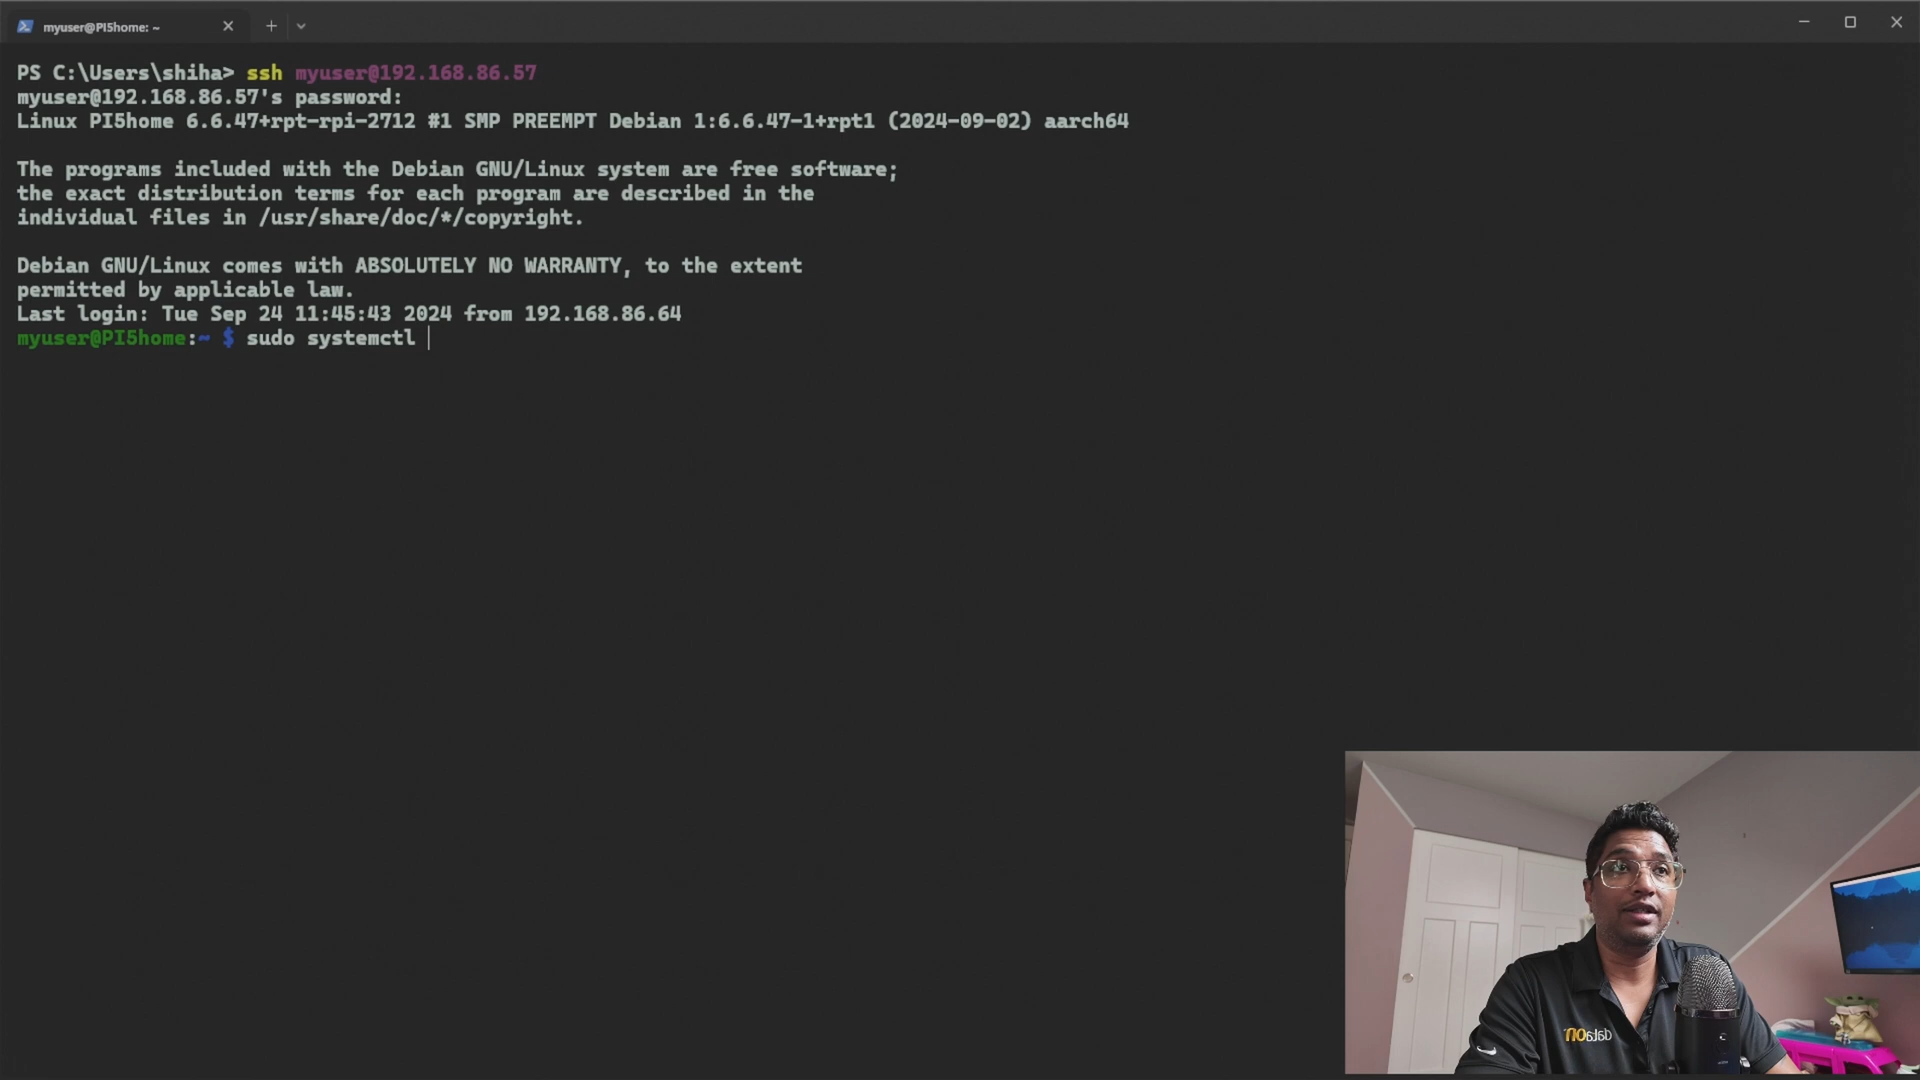 myuser@PI5home: ~
PS C:\Users\shiha> ssh myuser@192.168.86.57
myuser@192.168.86.57's password:
Linux PI5home 6.6.47+rpt-rpi-2712 #1 SMP PREEMPT Debian 1:6.6.47-1+rpt1 (2024-09-02) aarch64
The programs included with the Debian GNU/Linux system are free software;
the exact distribution terms for each program are described in the
individual files in /usr/share/doc/*/copyright.
Debian GNU/Linux comes with ABSOLUTELY NO WARRANTY, to the extent
permitted by applicable law.
Last login: Tue Sep 24 11:45:43 2024 from 192.168.86.64
myuser@PI5home:~ $ sudo systemctl
dataON